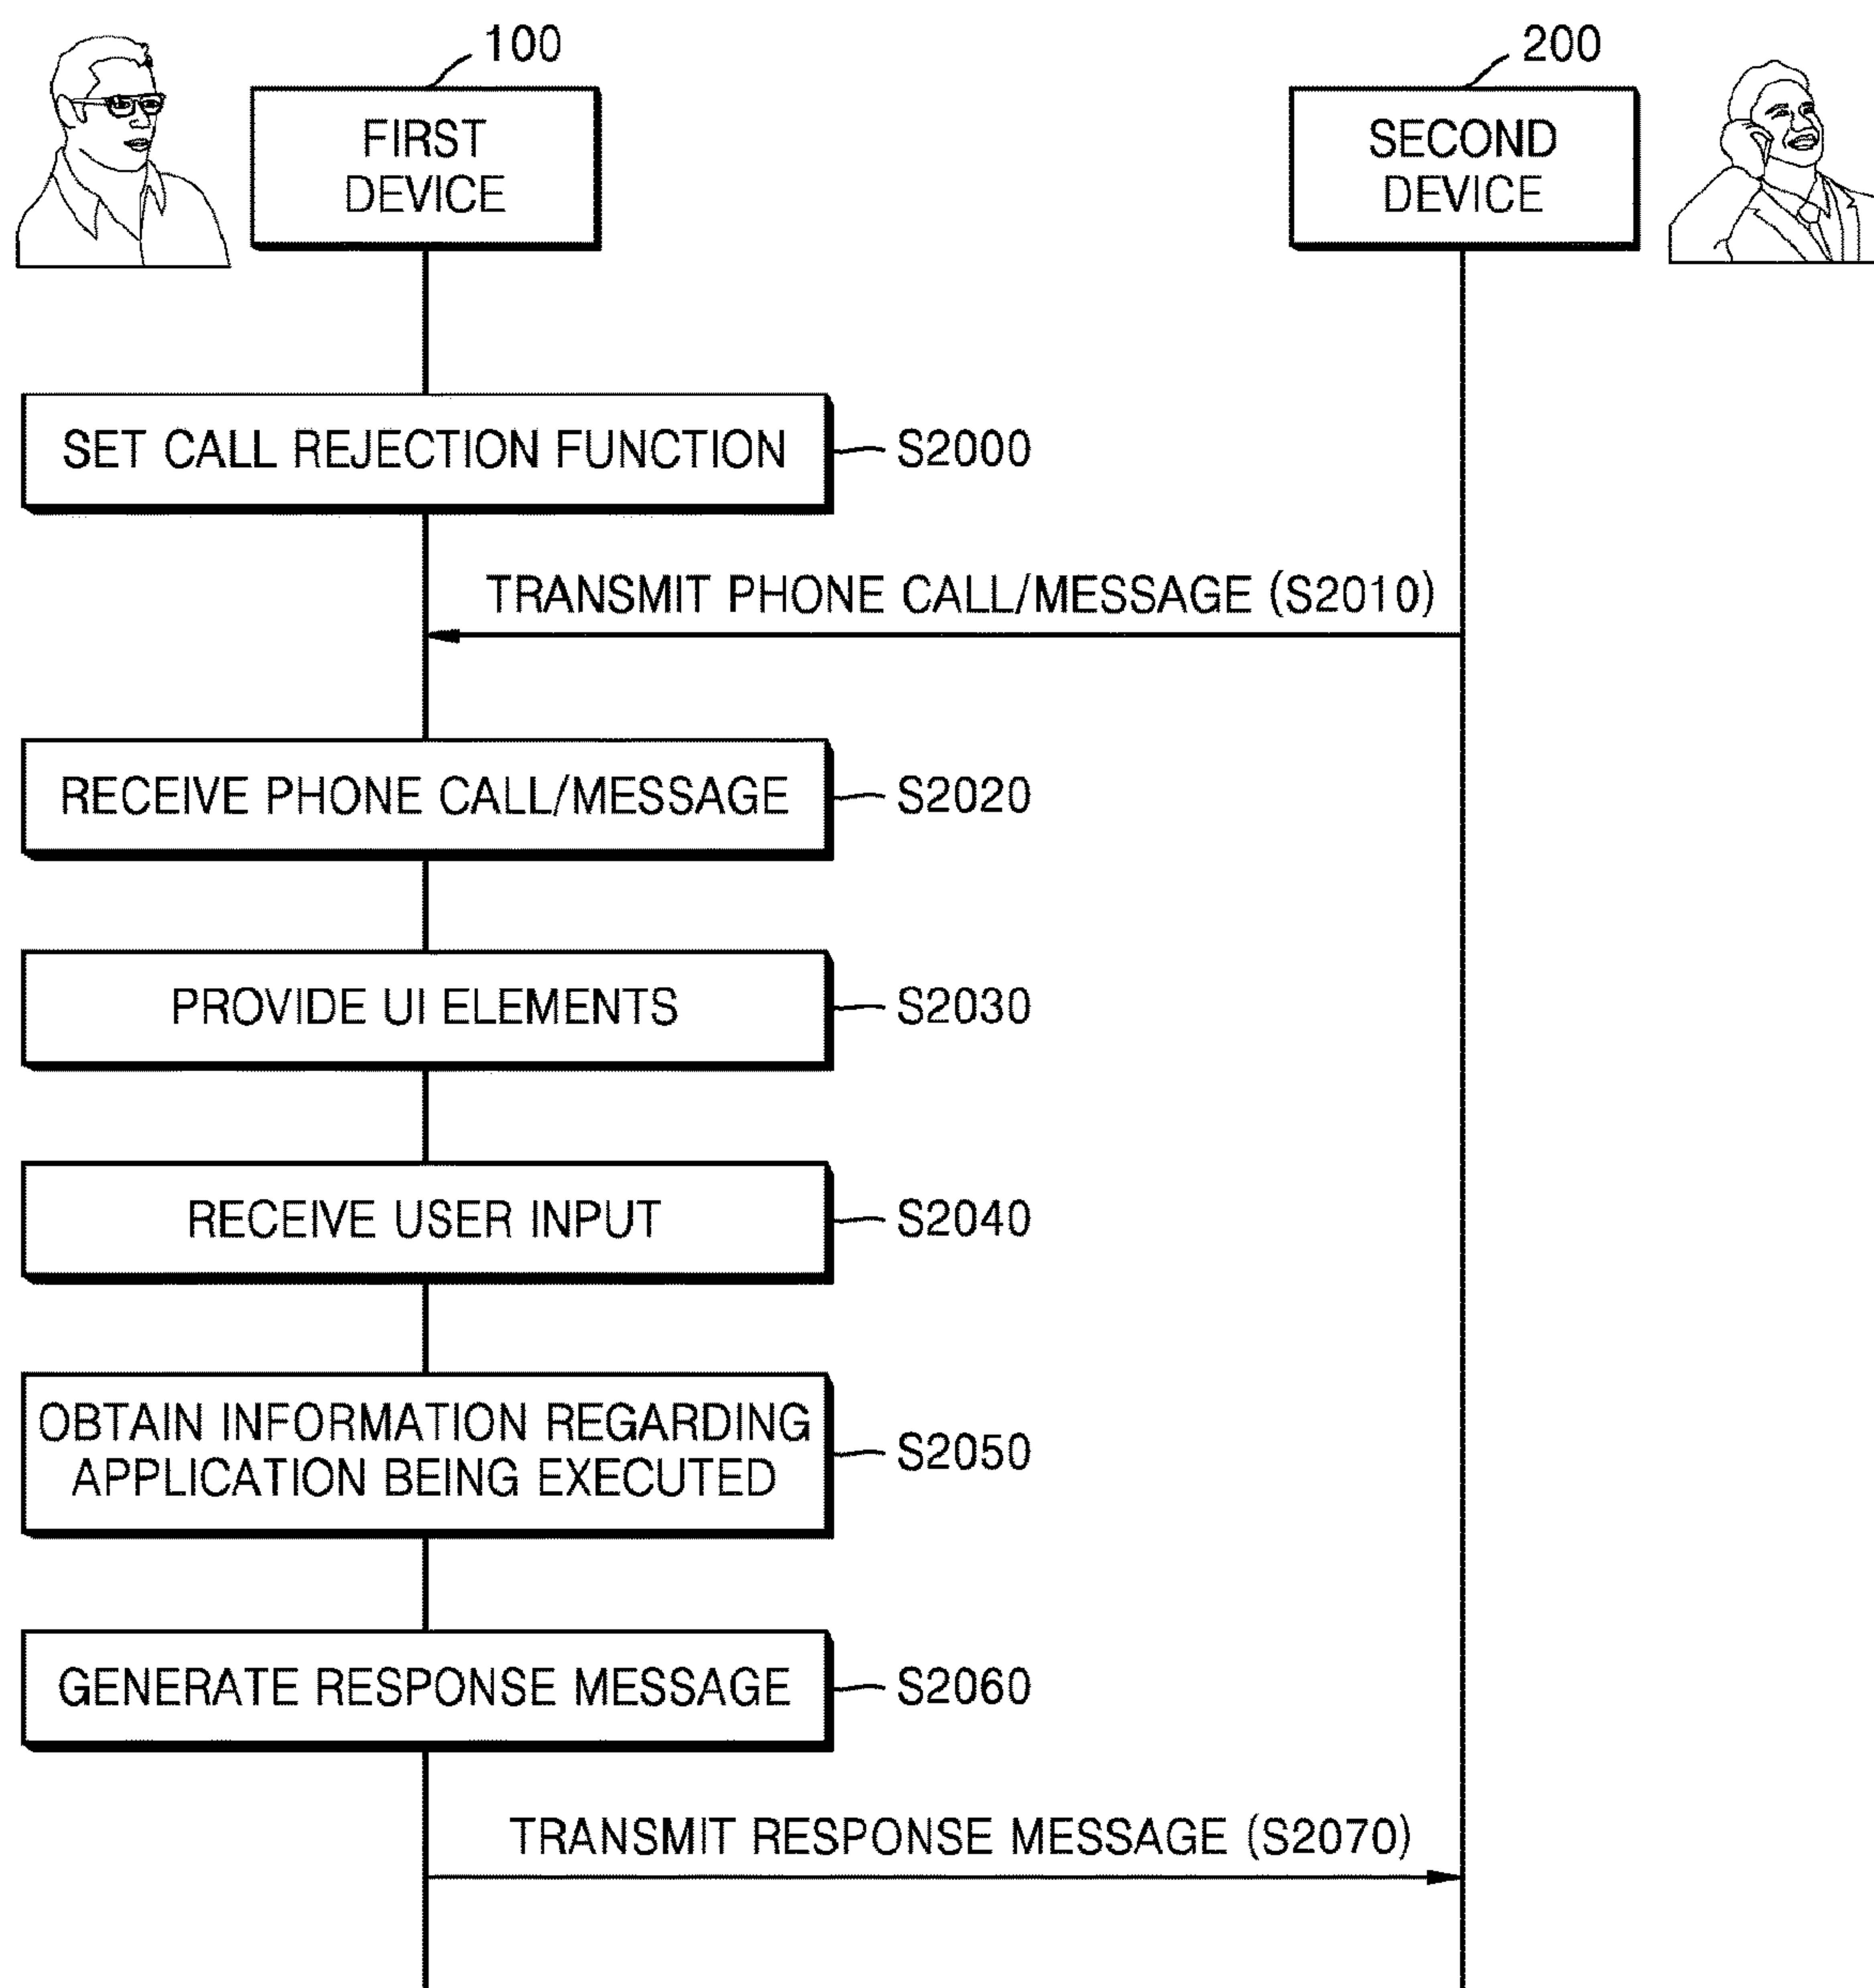 100
200
FIRST
DEVICE
SECOND
DEVICE
SET CALL REJECTION FUNCTION
S2000
TRANSMIT PHONE CALL/MESSAGE (S2010)
RECEIVE PHONE CALL/MESSAGE
S2020
PROVIDE UI ELEMENTS
S2030
RECEIVE USER INPUT
S2040
OBTAIN INFORMATION REGARDING
APPLICATION BEING EXECUTED
S2050
GENERATE RESPONSE MESSAGE
S2060
TRANSMIT RESPONSE MESSAGE (S2070)